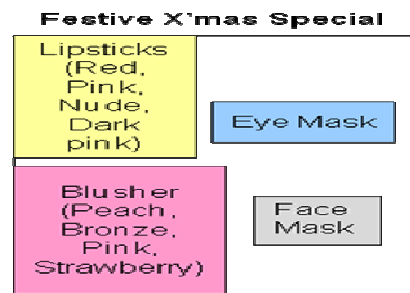 Festive X'mas Special
Lipsticks
(Red,
Pink,
Nude,
Dark
pink)
Eye Mask
Blusher
(Peach,
Bronze,
Pink,
Strawberry)
Face
Mask